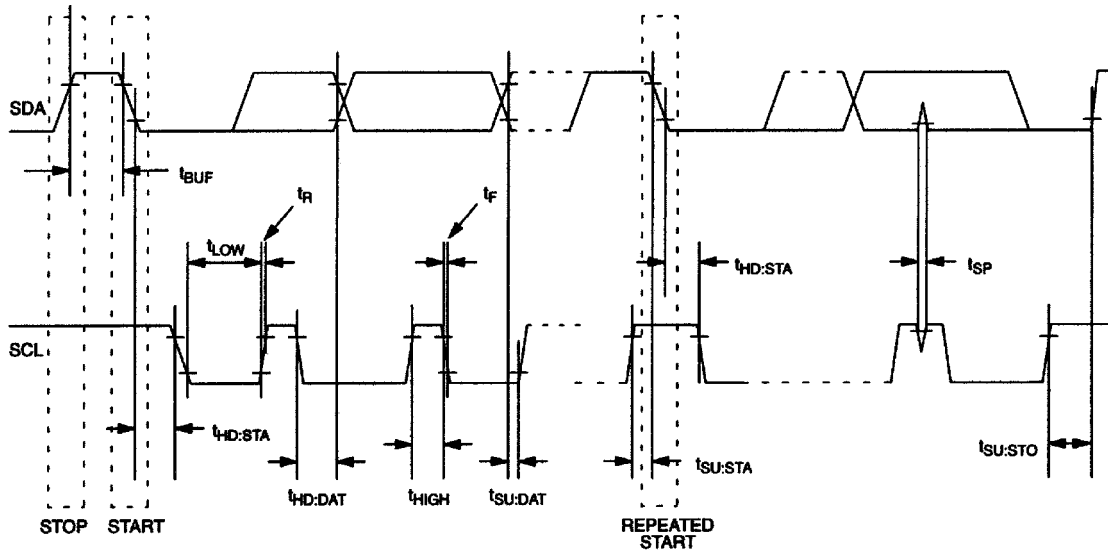 SDA
tBUF
tR
tF
tLOW
tHD:STA
tSP
SCL
tHD:STA
tSU:STA
tSU:STO
tHD:DAT
tHIGH
tSU:DAT
STOP
START
REPEATED
START